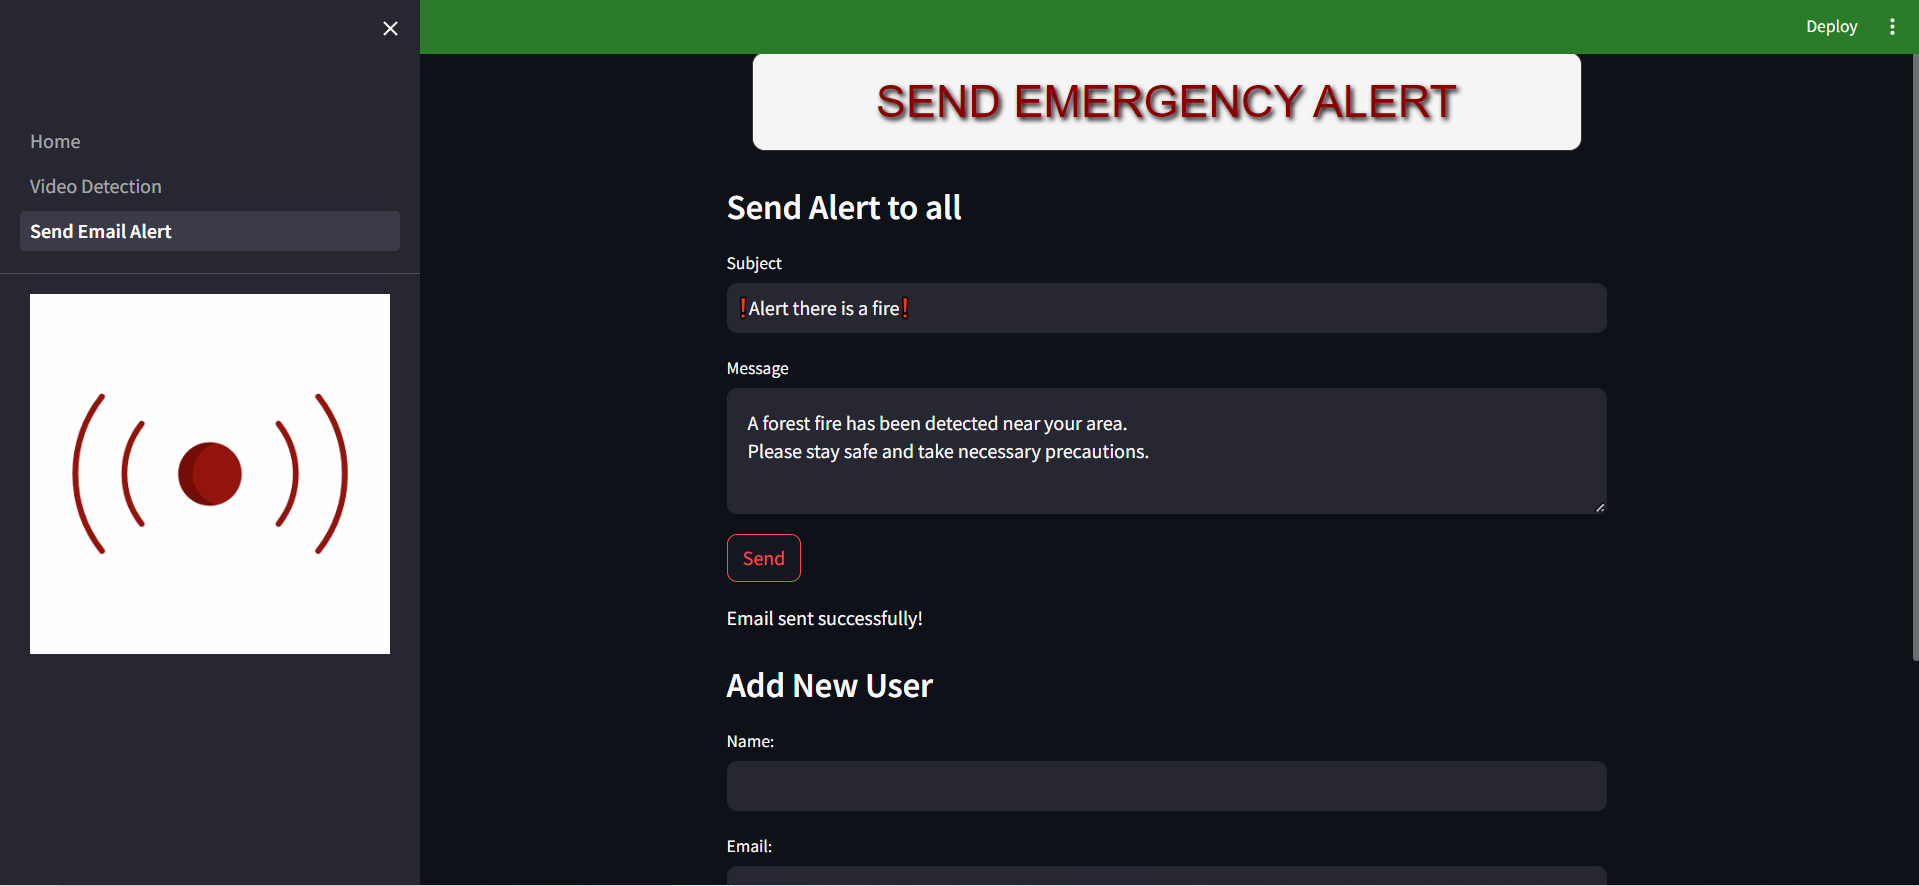 Deploy
Home
Video Detection
Send Email Alert
SEND EMERGENCY ALERT
Send Alert to all
Subject
❗Alert there is a fire❗
Message
A forest fire has been detected near your area.
Please stay safe and take necessary precautions.
Send
Email sent successfully!
Add New User
Name:
Email: